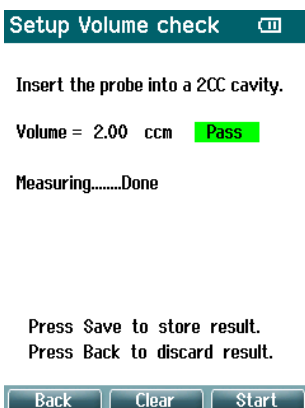 Setup Volume check
Insert the probe into a 2CC cavity.
Volume = 2.00 ccm Pass
Measuring........Done
Press Save to store result.
Press Back to discard result.
Back Clear Start